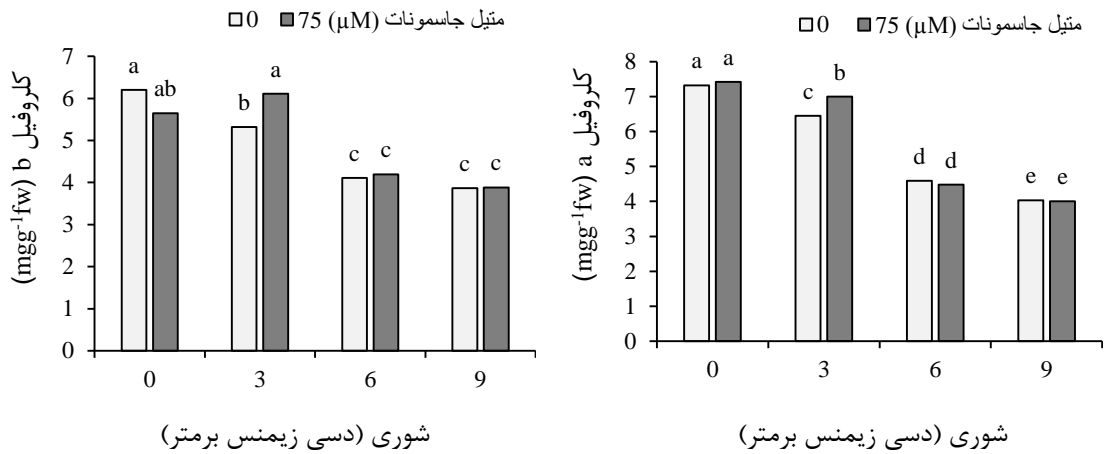 0 75 (µM) متیل جاسمونات
کلروفیل b (mgg⁻¹fw)
7
6
5
4
3
2
1
0
a ab b a c c c c
0 3 6 9
شوری (دسی زیمنس برمتر)
0 75 (µM) متیل جاسمونات
کلروفیل a (mgg⁻¹fw)
8
7
6
5
4
3
2
1
0
a a c b d d e e
0 3 6 9
شوری (دسی زیمنس برمتر)